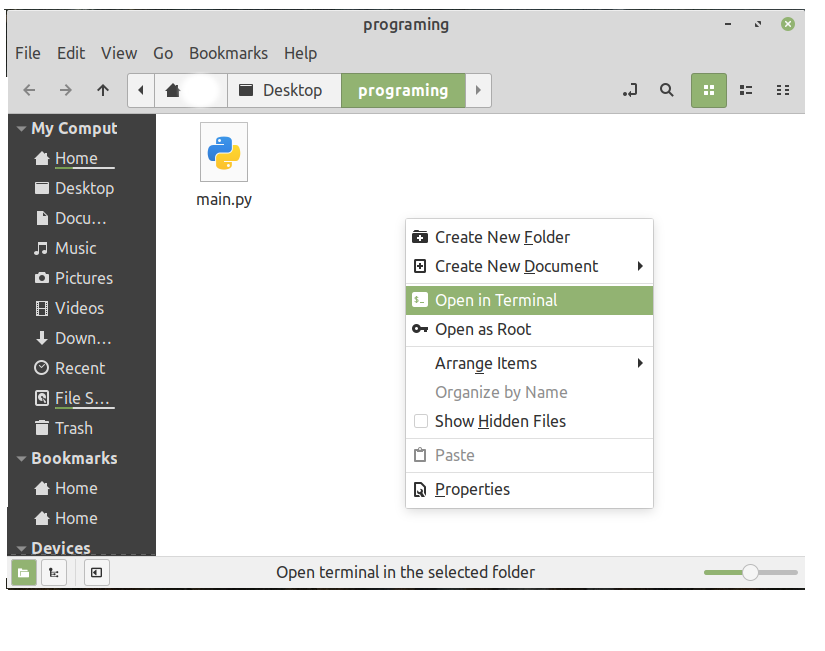 programing
File Edit View Go Bookmarks Help
Desktop programing
My Comput
Home
Desktop
Docu...
Music
Pictures
Videos
Down...
Recent
File S...
Trash
Bookmarks
Home
Home
Devices
main.py
Create New Folder
Create New Document
$_ Open in Terminal
Open as Root
Arrange Items
Organize by Name
Show Hidden Files
Paste
Properties
Open terminal in the selected folder